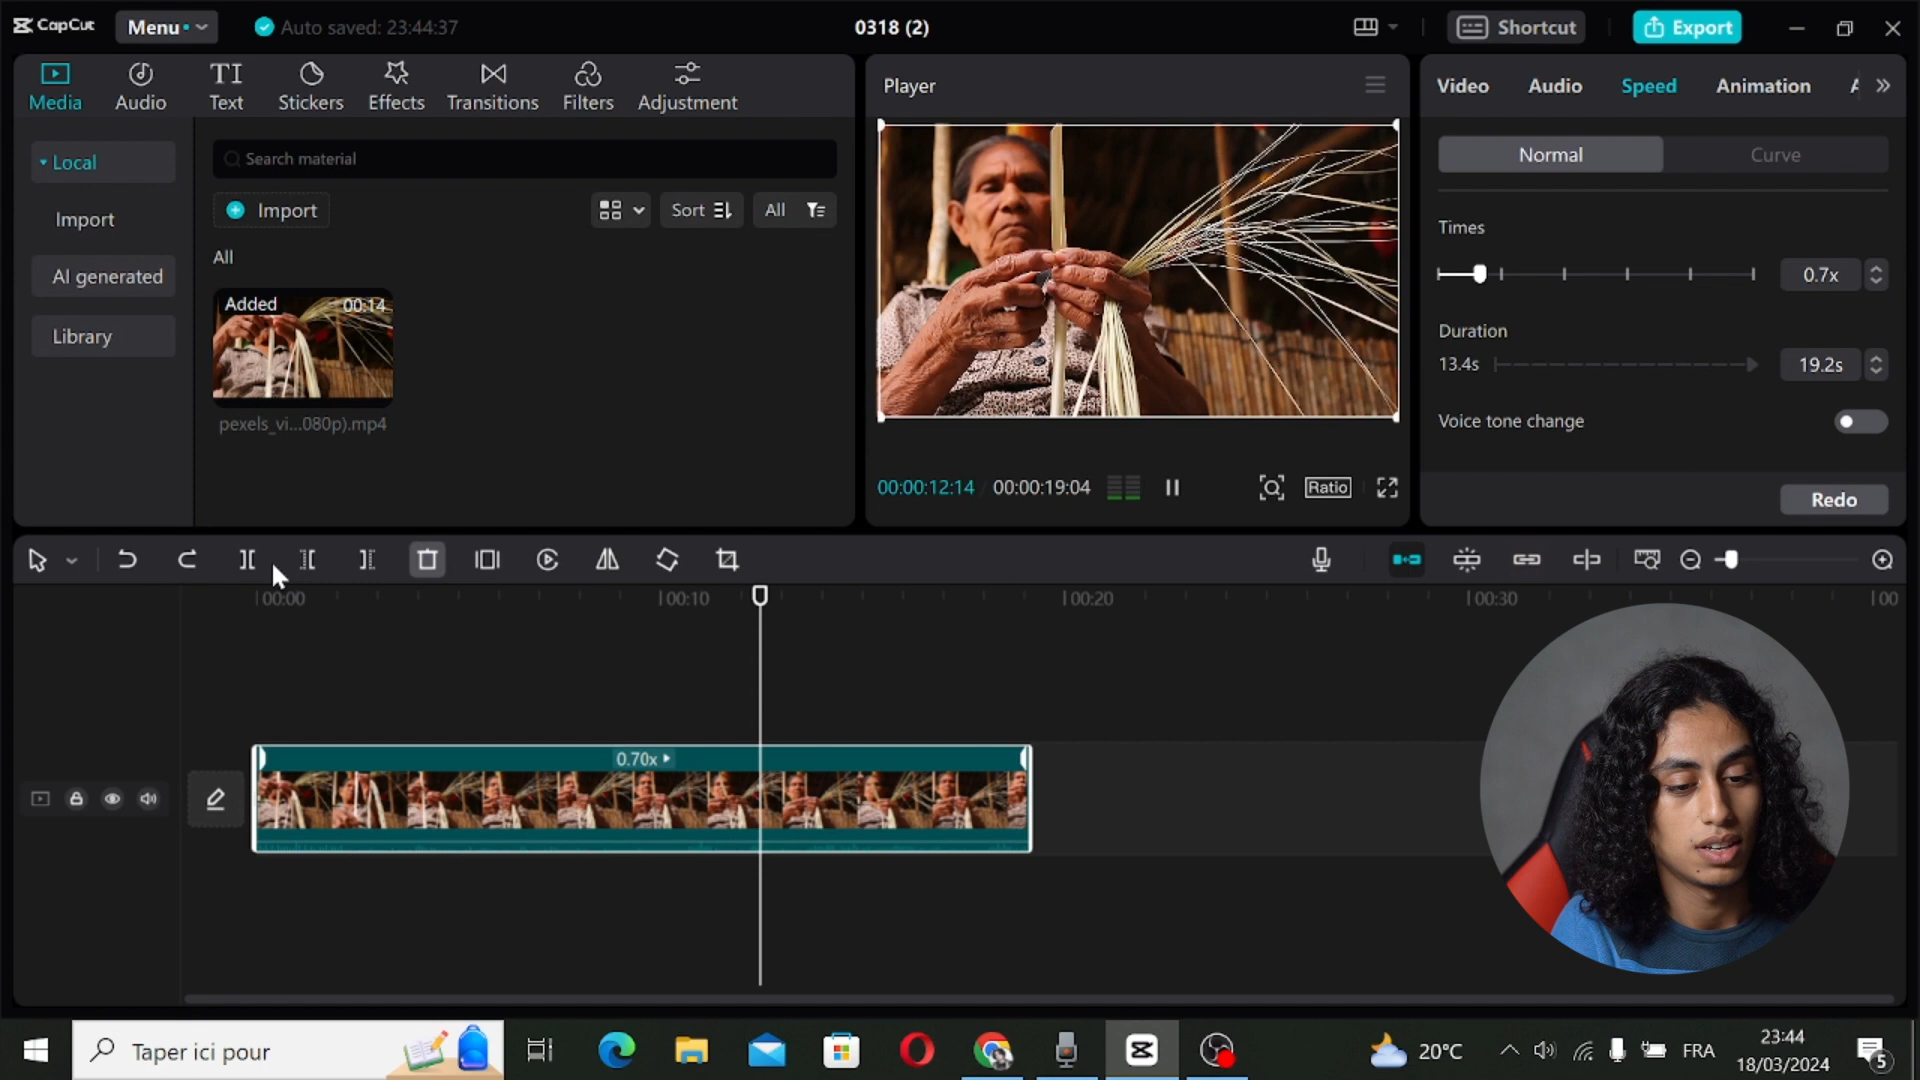 CapCut
Menu
Auto saved: 23:44:37
0318 (2)
Shortcut
Export
Media
Audio
Text
Stickers
Effects
Transitions
Filters
Adjustment
Player
Video
Audio
Speed
Animation
Local
Import
AI generated
Library
Search material
Import
Sort
All
All
Added
00:14
pexels_vi...080p).mp4
00:00:12:14
00:00:19:04
Ratio
Normal
Curve
Times
0.7x
Duration
13.4s
19.2s
Voice tone change
Redo
00:00
00:10
00:20
00:30
00
0.70x
Taper ici pour
20°C
FRA
23:44
18/03/2024
5